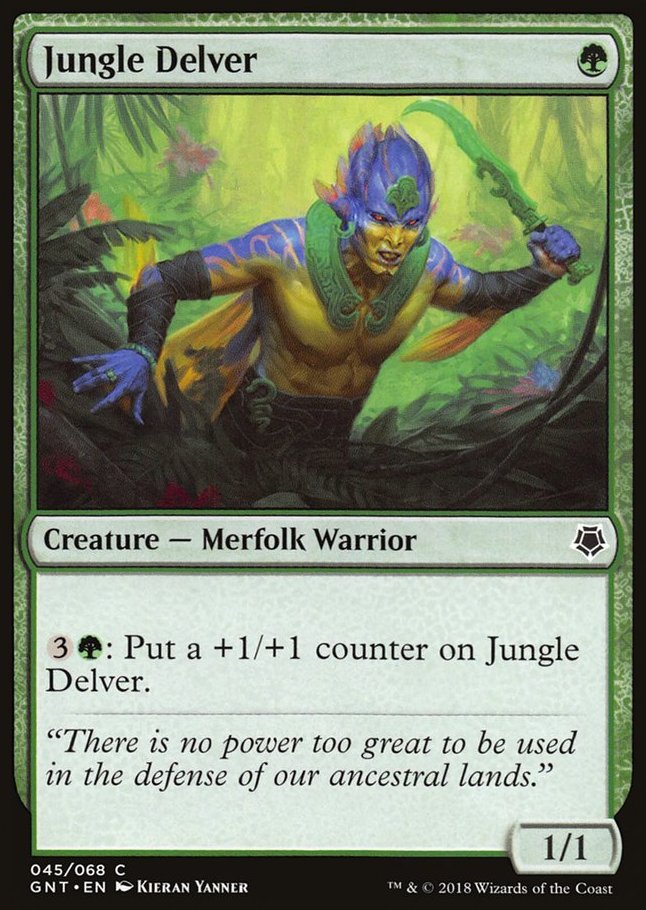 Jungle Delver
Creature — Merfolk Warrior
3: Put a +1/+1 counter on Jungle
Delver.
“There is no power too great to be used
in the defense of our ancestral lands.”
1/1
045/068 C
GNT • EN Kieran Yanner
™ & © 2018 Wizards of the Coast